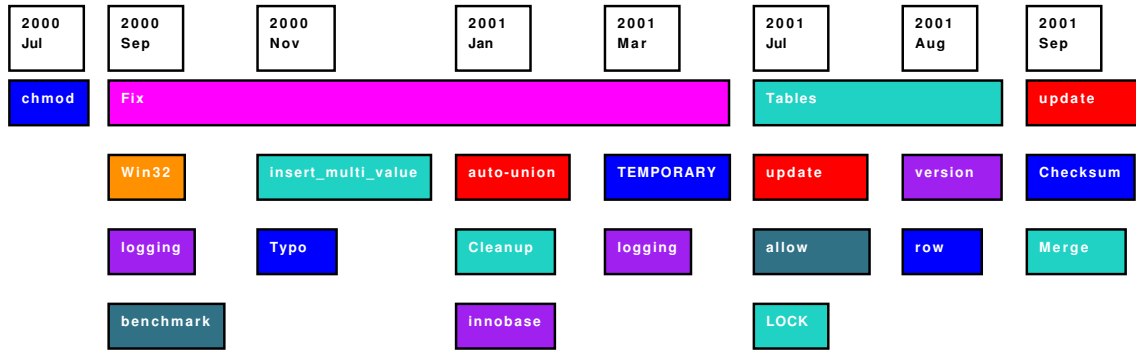 2000 2000 2000 2001 2001 2001 2001 2001
Jul Sep Nov Jan Mar Jul Aug Sep
chmod Fix Tables update
Win32 insert_multi_value auto-union TEMPORARY update version Checksum
logging Typo Cleanup logging allow row Merge
benchmark innobase LOCK